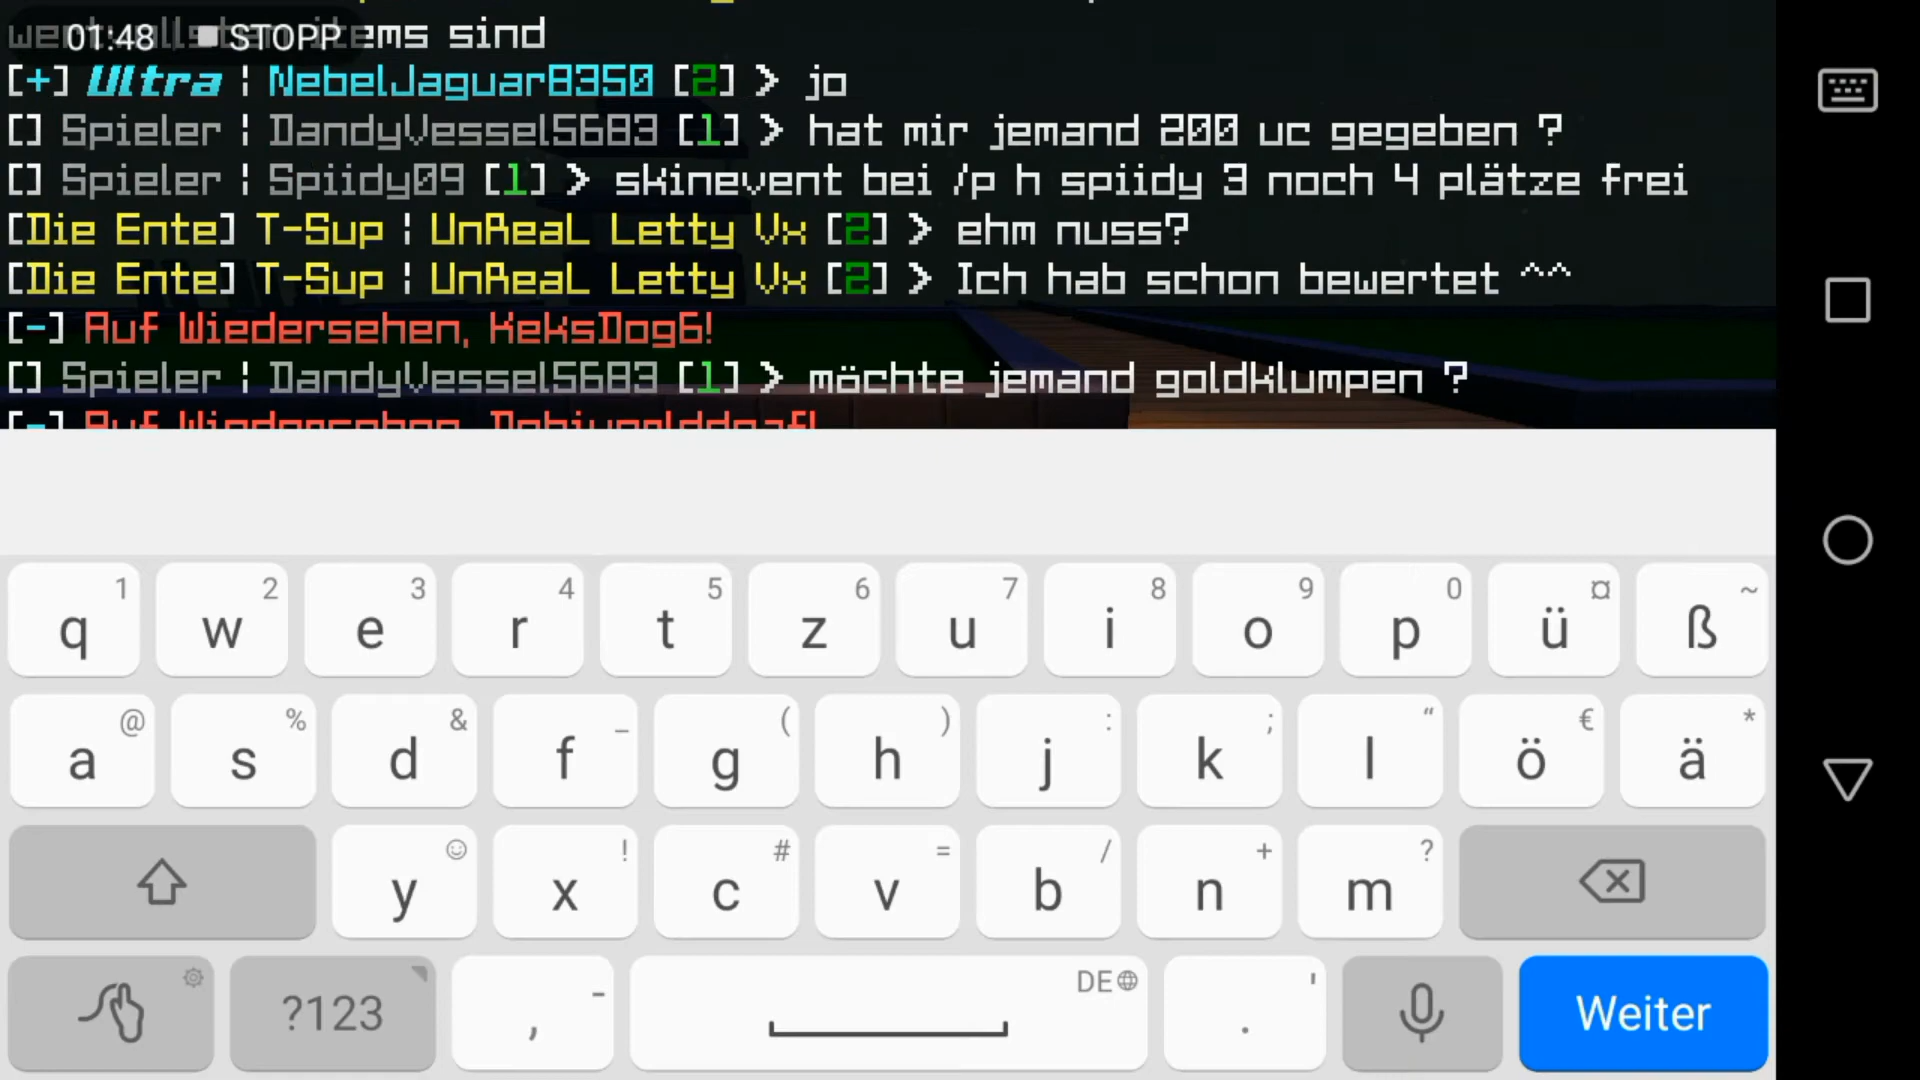 01:48 STOPP items sind
[+] Ultra ¦ NebelJaguar8350 [2] > jo
[] Spieler ¦ DandyVessel5683 [1] > hat mir jemand 200 uc gegeben ?
[] Spieler ¦ Spiidy09 [1] > skinevent bei /p h spiidy 3 noch 4 plätze frei
[Die Ente] T-Sup ¦ UnReaL Letty Vx [2] > ehm nuss?
[Die Ente] T-Sup ¦ UnReaL Letty Vx [2] > Ich hab schon bewertet ^^
[-] Auf Wiedersehen, KeksDog6!
[] Spieler ¦ DandyVessel5683 [1] > möchte jemand goldklumpen ?
[-] Auf Wiedersehen,
1 2 3 4 5 6 7 8 9 0 ¤ ~
q w e r t z u i o p ü ß
@ % & _ ( ) : ; “ € *
a s d f g h j k l ö ä
☺ ! # = / + ?
y x c v b n m
?123 , - DE . ' Weiter